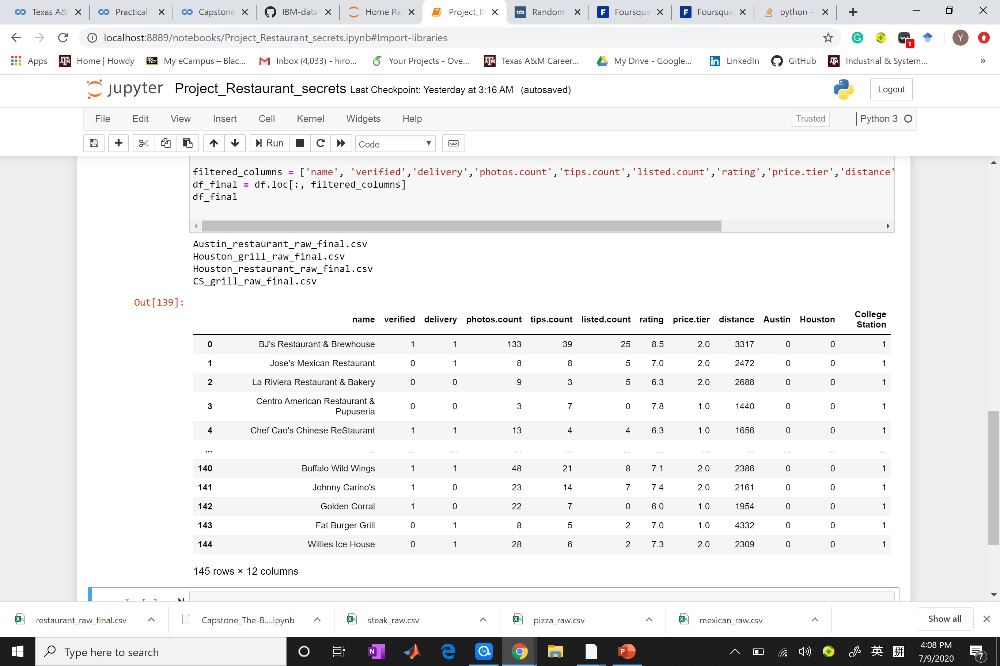 Texas A&
Practical
Capstone
IBM-data
Home Pa
Project_R
tds Random
F Foursqua
F Foursqua
python -
localhost:8889/notebooks/Project_Restaurant_secrets.ipynb#Import-libraries
Y
1
Apps
Home | Howdy
Bb My eCampus – Blac...
Inbox (4,033) - hiro...
Your Projects - Ove...
Texas A&M Career...
My Drive - Google...
LinkedIn
GitHub
Industrial & System...
»
jupyter Project_Restaurant_secrets Last Checkpoint: Yesterday at 3:16 AM (autosaved)
Logout
File Edit View Insert Cell Kernel Widgets Help
Trusted
Python 3
Run
Code
filtered_columns = ['name', 'verified','delivery','photos.count','tips.count','listed.count','rating','price.tier','distance'
df_final = df.loc[:, filtered_columns]
df_final
Austin_restaurant_raw_final.csv
Houston_grill_raw_final.csv
Houston_restaurant_raw_final.csv
CS_grill_raw_final.csv
Out[139]:
name verified delivery photos.count tips.count listed.count rating price.tier distance Austin Houston College Station
0 BJ's Restaurant & Brewhouse 1 1 133 39 25 8.5 2.0 3317 0 0 1
1 Jose's Mexican Restaurant 0 1 8 8 5 7.0 2.0 2472 0 0 1
2 La Riviera Restaurant & Bakery 0 0 9 3 5 6.3 2.0 2688 0 0 1
3 Centro American Restaurant & Pupuseria 0 0 3 7 0 7.8 1.0 1440 0 0 1
4 Chef Cao's Chinese ReStaurant 1 1 13 4 4 6.3 1.0 1656 0 0 1
... ... ... ... ... ... ... ... ... ... ... ... ...
140 Buffalo Wild Wings 1 1 48 21 8 7.1 2.0 2386 0 0 1
141 Johnny Carino's 1 0 23 14 7 7.4 2.0 2161 0 0 1
142 Golden Corral 1 0 22 7 0 6.0 1.0 1954 0 0 1
143 Fat Burger Grill 0 1 8 5 2 7.0 1.0 4332 0 0 1
144 Willies Ice House 0 1 28 6 2 7.3 2.0 2309 0 0 1
145 rows × 12 columns
In [ ]:
restaurant_raw_final.csv
Capstone_The-B....ipynb
steak_raw.csv
pizza_raw.csv
mexican_raw.csv
Show all
Type here to search
英
拼
4:08 PM
7/9/2020
7